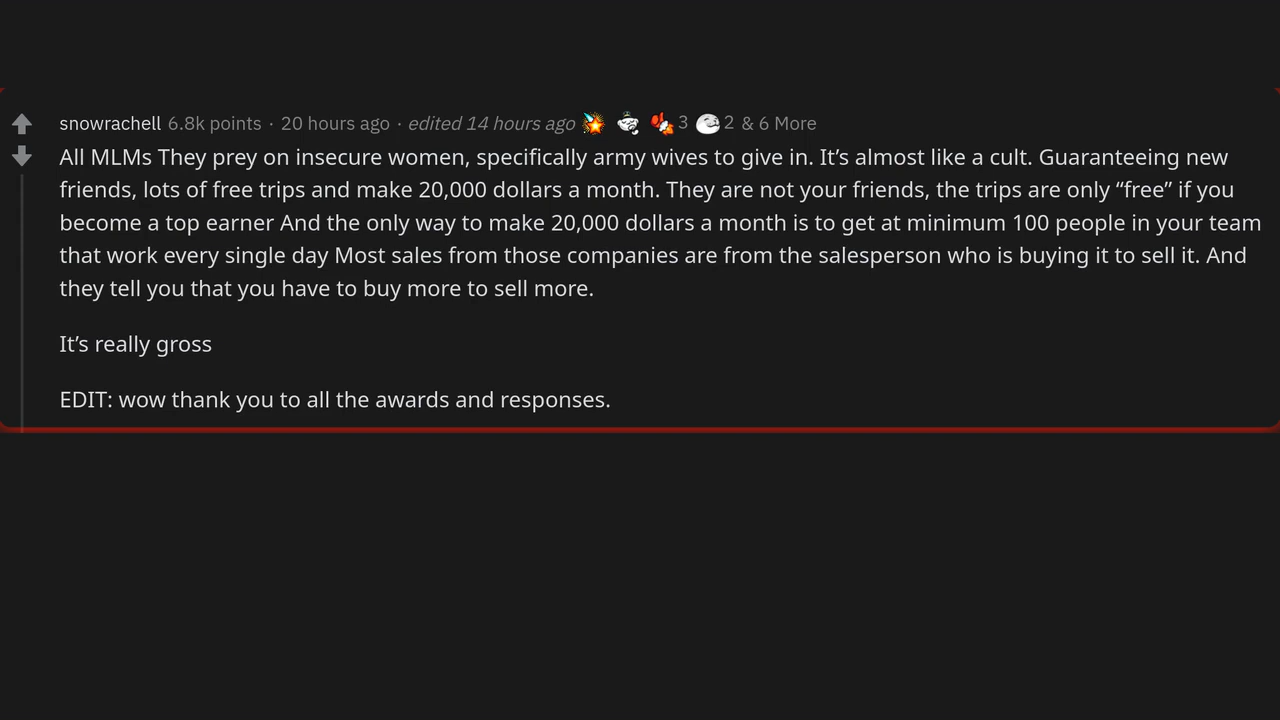 snowrachell 6.8k points · 20 hours ago · edited 14 hours ago 3 2 & 6 More
All MLMs They prey on insecure women, specifically army wives to give in. It’s almost like a cult. Guaranteeing new
friends, lots of free trips and make 20,000 dollars a month. They are not your friends, the trips are only “free” if you
become a top earner And the only way to make 20,000 dollars a month is to get at minimum 100 people in your team
that work every single day Most sales from those companies are from the salesperson who is buying it to sell it. And
they tell you that you have to buy more to sell more.
It’s really gross
EDIT: wow thank you to all the awards and responses.